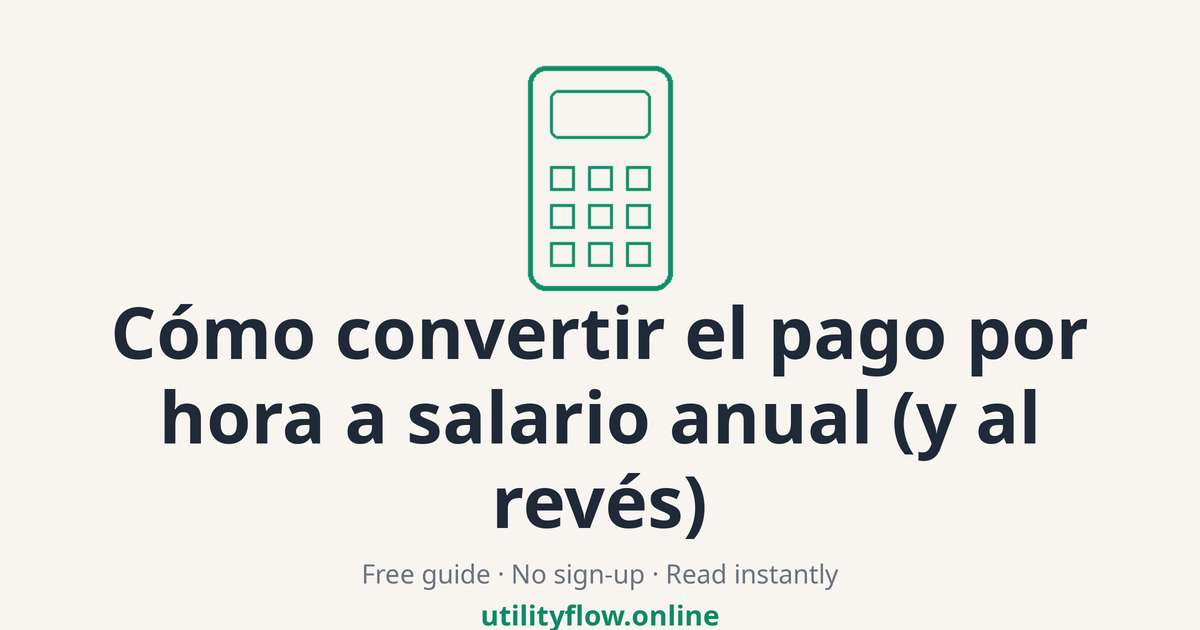 Cómo convertir el pago por
hora a salario anual (y al
revés)
Free guide · No sign-up · Read instantly
utilityflow.online